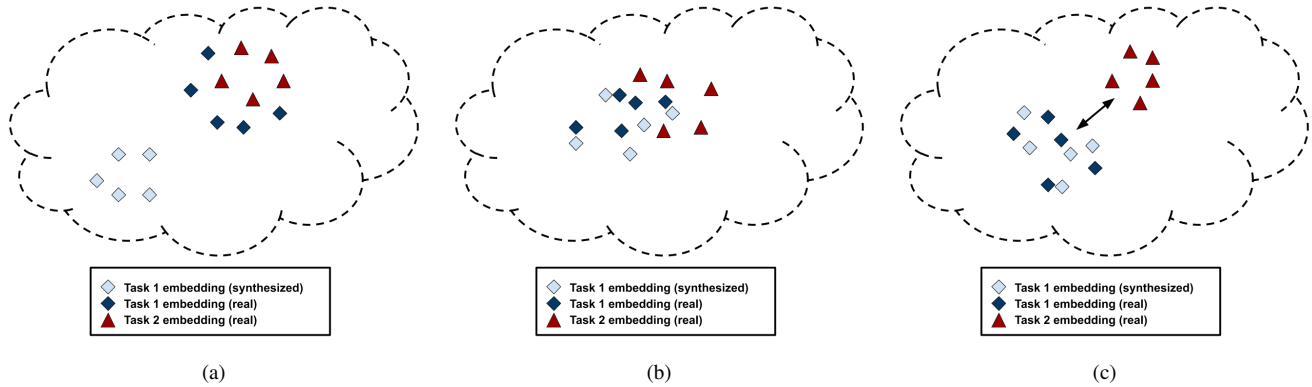 Task 1 embedding (synthesized)
Task 1 embedding (real)
Task 2 embedding (real)
(a)
Task 1 embedding (synthesized)
Task 1 embedding (real)
Task 2 embedding (real)
(b)
Task 1 embedding (synthesized)
Task 1 embedding (real)
Task 2 embedding (real)
(c)